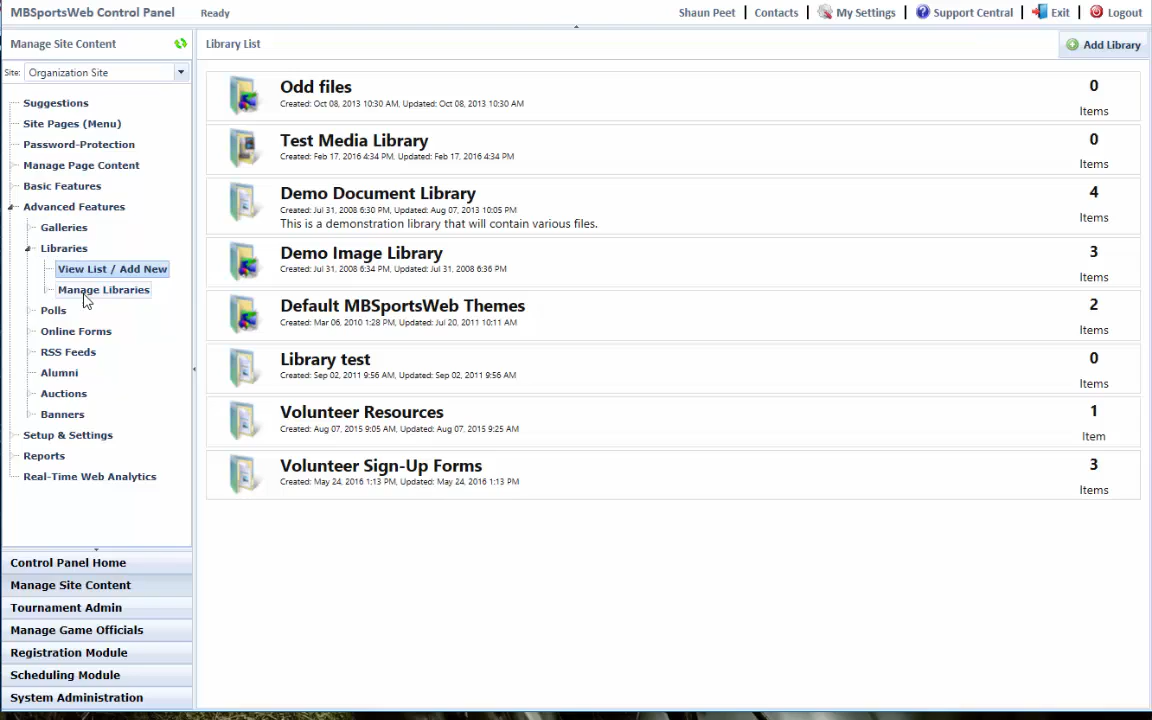 MBSportsWeb Control Panel
Ready
Shaun Peet
Contacts
My Settings
Support Central
Exit
Logout
Manage Site Content
Library List
Add Library
Site:
Organization Site
Suggestions
Site Pages (Menu)
Password-Protection
Manage Page Content
Basic Features
Advanced Features
Galleries
Libraries
View List / Add New
Manage Libraries
Polls
Online Forms
RSS Feeds
Alumni
Auctions
Banners
Setup & Settings
Reports
Real-Time Web Analytics
Control Panel Home
Manage Site Content
Tournament Admin
Manage Game Officials
Registration Module
Scheduling Module
System Administration
Odd files
Created: Oct 08, 2013 10:30 AM, Updated: Oct 08, 2013 10:30 AM
0
Items
Test Media Library
Created: Feb 17, 2016 4:34 PM, Updated: Feb 17, 2016 4:34 PM
0
Items
Demo Document Library
Created: Jul 31, 2008 6:30 PM, Updated: Aug 07, 2013 10:05 PM
This is a demonstration library that will contain various files.
4
Items
Demo Image Library
Created: Jul 31, 2008 6:34 PM, Updated: Jul 31, 2008 6:36 PM
3
Items
Default MBSportsWeb Themes
Created: Mar 06, 2010 1:28 PM, Updated: Jul 20, 2011 10:11 AM
2
Items
Library test
Created: Sep 02, 2011 9:56 AM, Updated: Sep 02, 2011 9:56 AM
0
Items
Volunteer Resources
Created: Aug 07, 2015 9:05 AM, Updated: Aug 07, 2015 9:25 AM
1
Item
Volunteer Sign-Up Forms
Created: May 24, 2016 1:13 PM, Updated: May 24, 2016 1:13 PM
3
Items